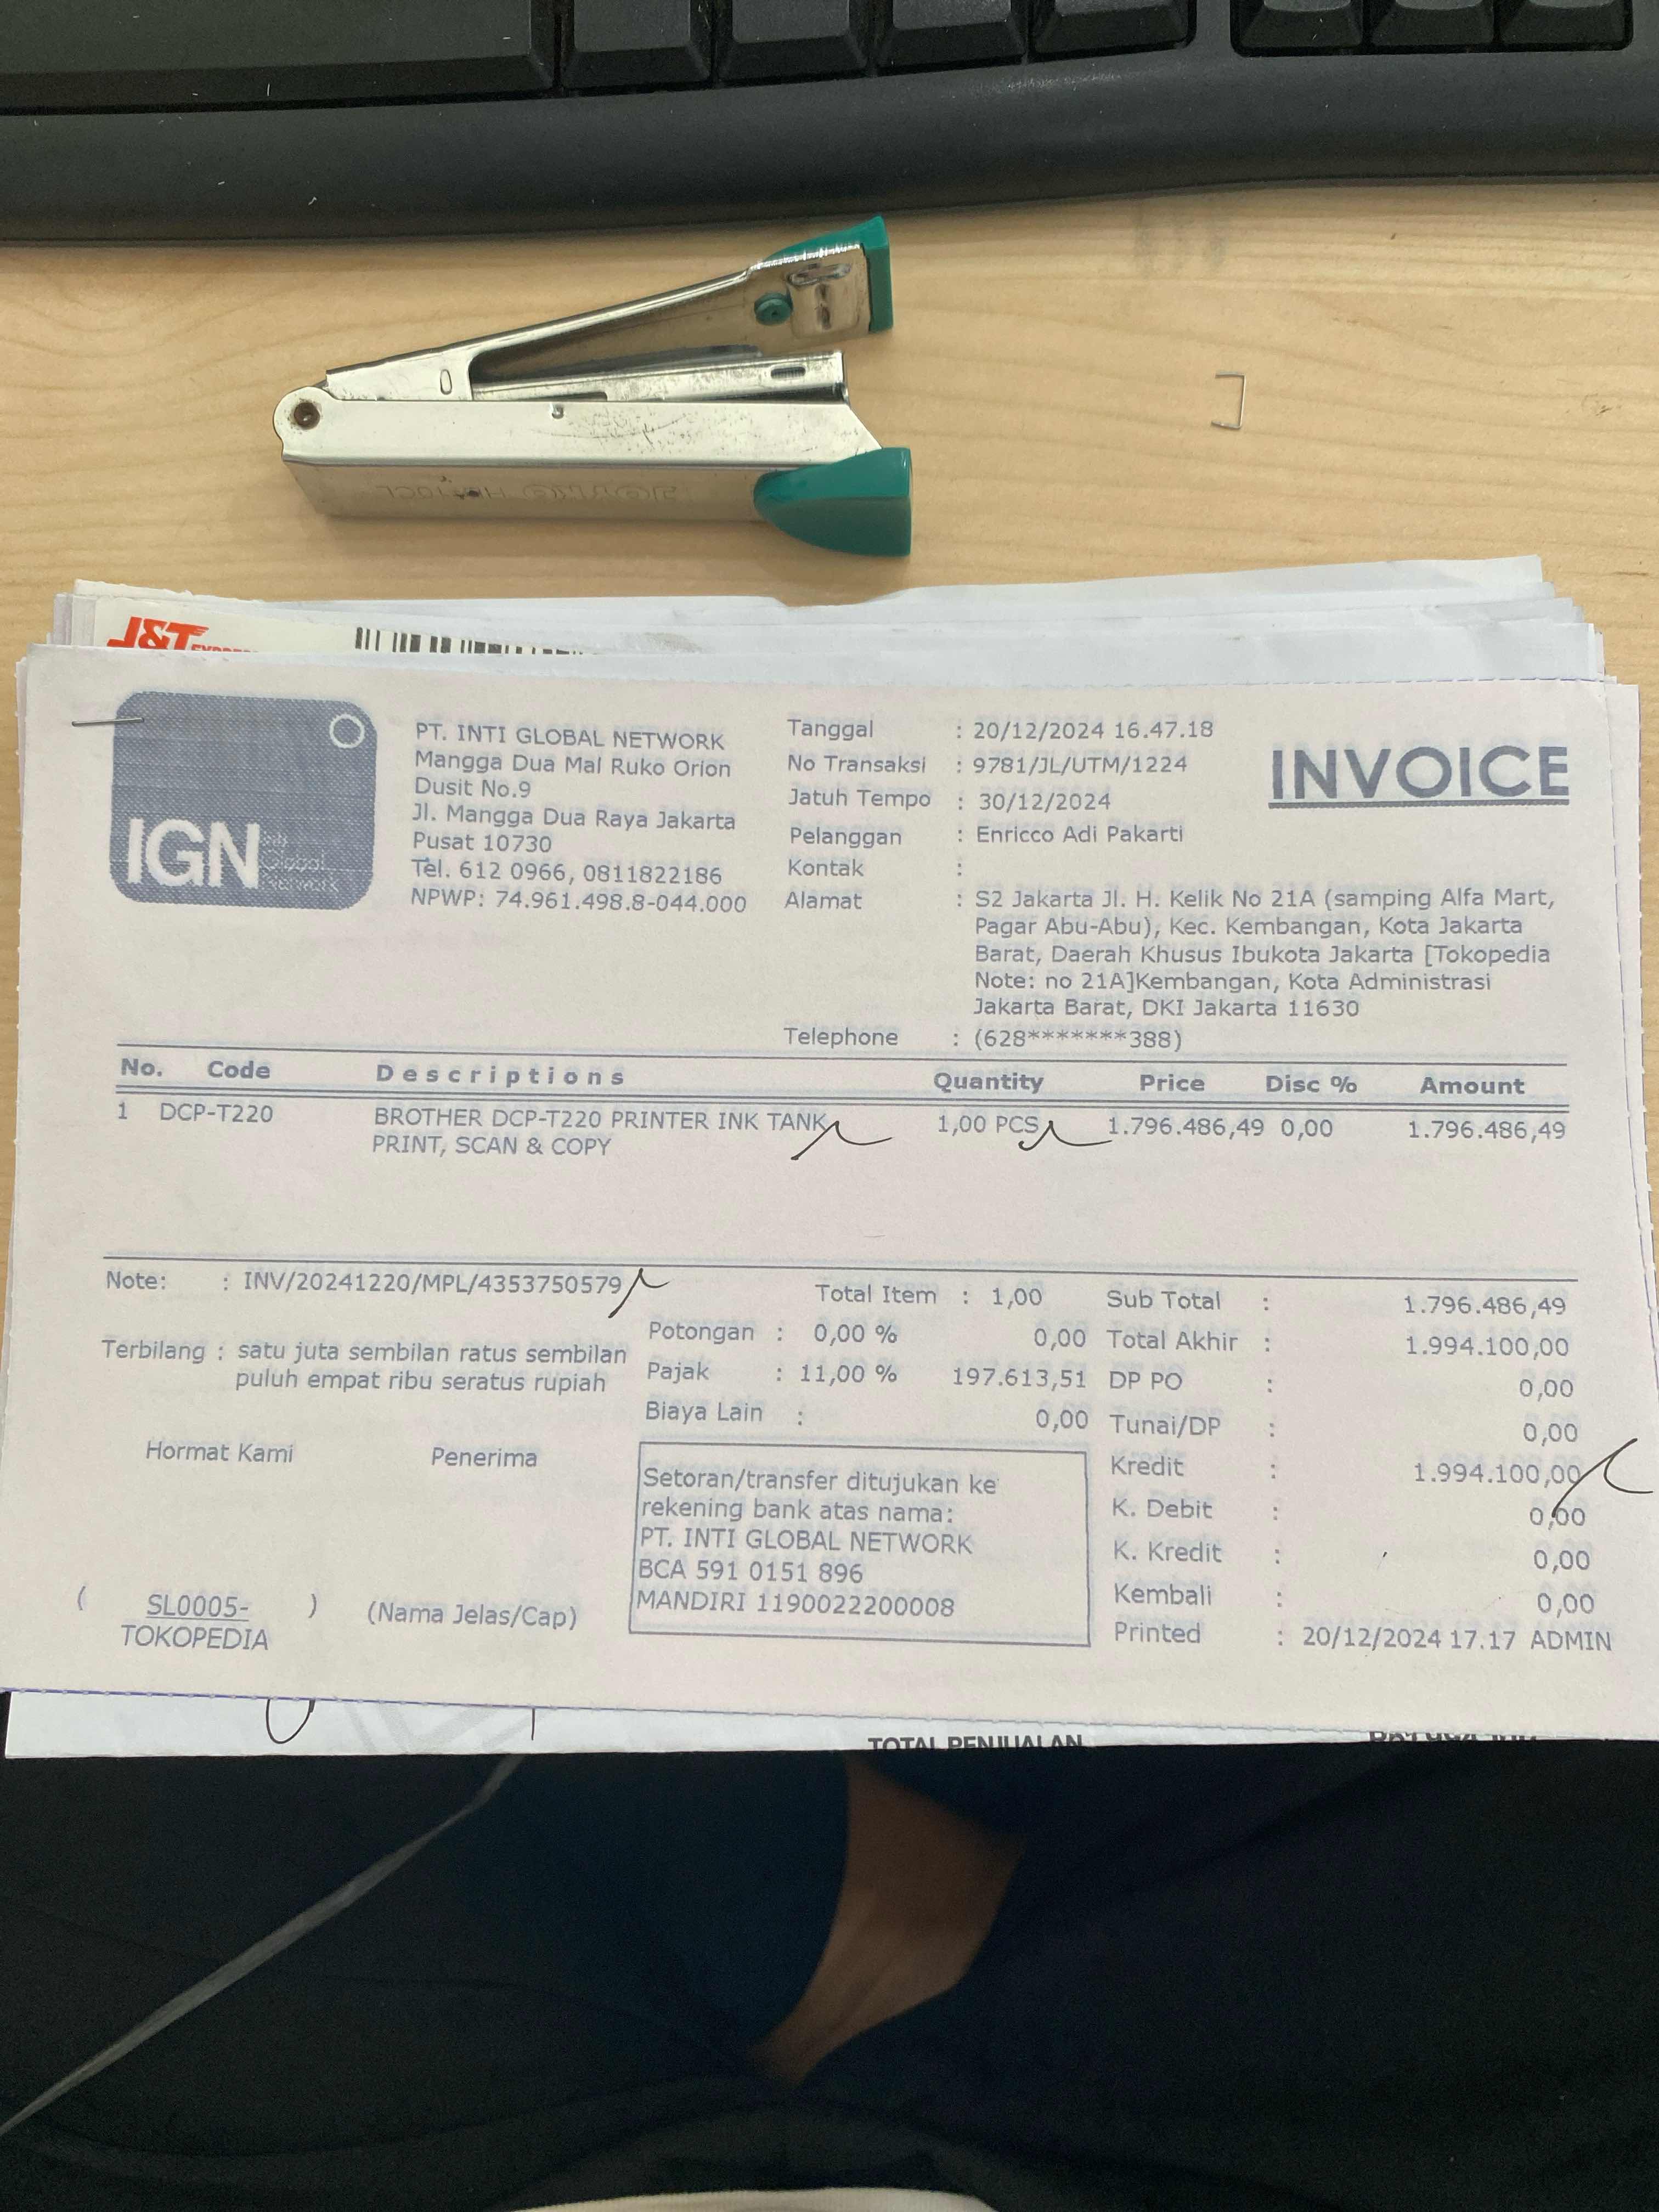 J&T
IGN
PT. INTI GLOBAL NETWORK
Mangga Dua Mal Ruko Orion
Dusit No.9
Jl. Mangga Dua Raya Jakarta
Pusat 10730
Tel. 612 0966, 0811822186
NPWP: 74.961.498.8-044.000
Tanggal : 20/12/2024 16.47.18
No Transaksi : 9781/JL/UTM/1224
Jatuh Tempo : 30/12/2024
Pelanggan : Enricco Adi Pakarti
Kontak :
Alamat : S2 Jakarta Jl. H. Kelik No 21A (samping Alfa Mart,
Pagar Abu-Abu), Kec. Kembangan, Kota Jakarta
Barat, Daerah Khusus Ibukota Jakarta [Tokopedia
Note: no 21A]Kembangan, Kota Administrasi
Jakarta Barat, DKI Jakarta 11630
Telephone : (628*******388)
INVOICE
No. Code Descriptions Quantity Price Disc % Amount
1 DCP-T220 BROTHER DCP-T220 PRINTER INK TANK 1,00 PCS 1.796.486,49 0,00 1.796.486,49
PRINT, SCAN & COPY
Note: : INV/20241220/MPL/4353750579
Terbilang : satu juta sembilan ratus sembilan
puluh empat ribu seratus rupiah
Hormat Kami Penerima
( SL0005- ) (Nama Jelas/Cap)
TOKOPEDIA
Total Item : 1,00
Potongan : 0,00 % 0,00
Pajak : 11,00 % 197.613,51
Biaya Lain : 0,00
Setoran/transfer ditujukan ke
rekening bank atas nama:
PT. INTI GLOBAL NETWORK
BCA 591 0151 896
MANDIRI 1190022200008
Sub Total : 1.796.486,49
Total Akhir : 1.994.100,00
DP PO : 0,00
Tunai/DP : 0,00
Kredit : 1.994.100,00
K. Debit : 0,00
K. Kredit : 0,00
Kembali : 0,00
Printed : 20/12/2024 17.17 ADMIN
TOTAL PENJUALAN